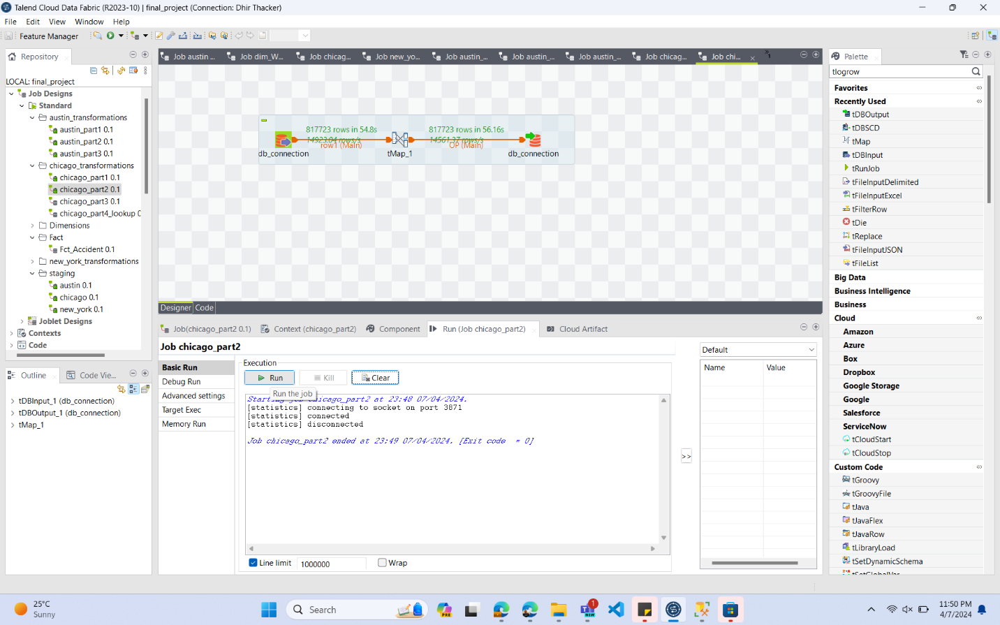 Talend Cloud Data Fabric (R2023-10) | final_project (Connection: Dhir Thacker)
File Edit View Window Help
Feature Manager
Repository
LOCAL: final_project
Job Designs
Standard
austin_transformations
austin_part1 0.1
austin_part2 0.1
austin_part3 0.1
chicago_transformations
chicago_part1 0.1
chicago_part2 0.1
chicago_part3 0.1
chicago_part4_lookup
Dimensions
Fact
Fct_Accident 0.1
new_york_transformations
staging
austin 0.1
chicago 0.1
new_york 0.1
Joblet Designs
Contexts
Code
Outline
Code Vie...
tDBInput_1 (db_connection)
tDBOutput_1 (db_connection)
tMap_1
Job austin ... Job dim_W... Job chicag... Job new_yo... Job austin_... Job austin_... Job austin_... Job chicag... Job chi... »1
817723 rows in 54.8s
14923.04 rows/s
row1 (Main)
817723 rows in 56.16s
14561.37 rows/s
OP (Main)
db_connection
tMap_1
db_connection
Designer Code
Job(chicago_part2 0.1) Context (chicago_part2) Component Run (Job chicago_part2) Cloud Artifact
Job chicago_part2
Basic Run
Debug Run
Advanced settings
Target Exec
Memory Run
Execution
Run Kill Clear
Run the job
Starting job chicago_part2 at 23:48 07/04/2024.
[statistics] connecting to socket on port 3871
[statistics] connected
[statistics] disconnected
Job chicago_part2 ended at 23:49 07/04/2024. [Exit code  = 0]
Line limit 1000000 Wrap
>>
Default
Name Value
Palette
tlogrow
Favorites
Recently Used
tDBOutput
tDBSCD
tMap
tDBInput
tRunJob
tFileInputDelimited
tFileInputExcel
tFilterRow
tDie
tReplace
tFileInputJSON
tFileList
Big Data
Business Intelligence
Business
Cloud
Amazon
Azure
Box
Dropbox
Google Storage
Google
Salesforce
ServiceNow
tCloudStart
tCloudStop
Custom Code
tGroovy
tGroovyFile
tJava
tJavaFlex
tJavaRow
tLibraryLoad
tSetDynamicSchema
tSetGlobalVar
25°C
Sunny
Search
PRE
NEW
1
11:50 PM
4/7/2024